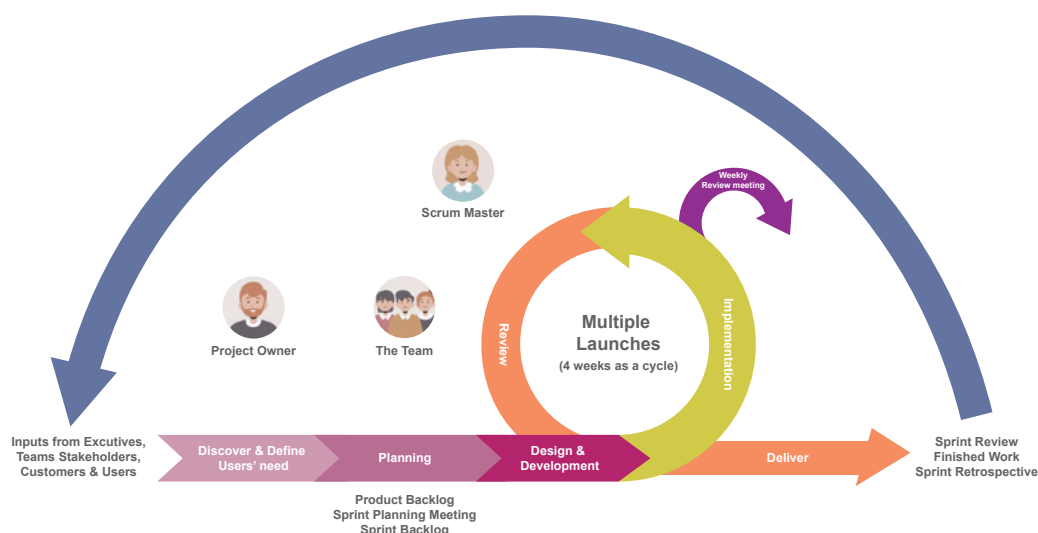 Scrum Master
Weekly
Review meeting
Project Owner
The Team
Multiple
Launches
(4 weeks as a cycle)
Review
Implementation
Inputs from Excutives,
Teams Stakeholders,
Customers & Users
Discover & Define
Users' need
Planning
Design &
Development
Deliver
Sprint Review
Finished Work
Sprint Retrospective
Product Backlog
Sprint Planning Meeting
Sprint Backlog